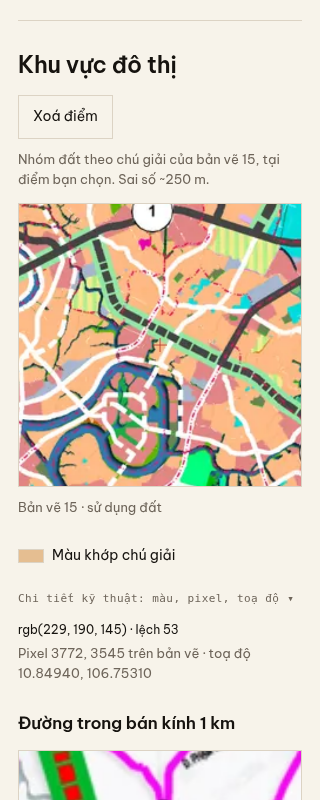 Khu vực đô thị
Xoá điểm
Nhóm đất theo chú giải của bản vẽ 15, tại
điểm bạn chọn. Sai số ~250 m.
1
Bản vẽ 15 · sử dụng đất
Màu khớp chú giải
Chi tiết kỹ thuật: màu, pixel, toạ độ ▾
rgb(229, 190, 145) · lệch 53
Pixel 3772, 3545 trên bản vẽ · toạ độ
10.84940, 106.75310
Đường trong bán kính 1 km